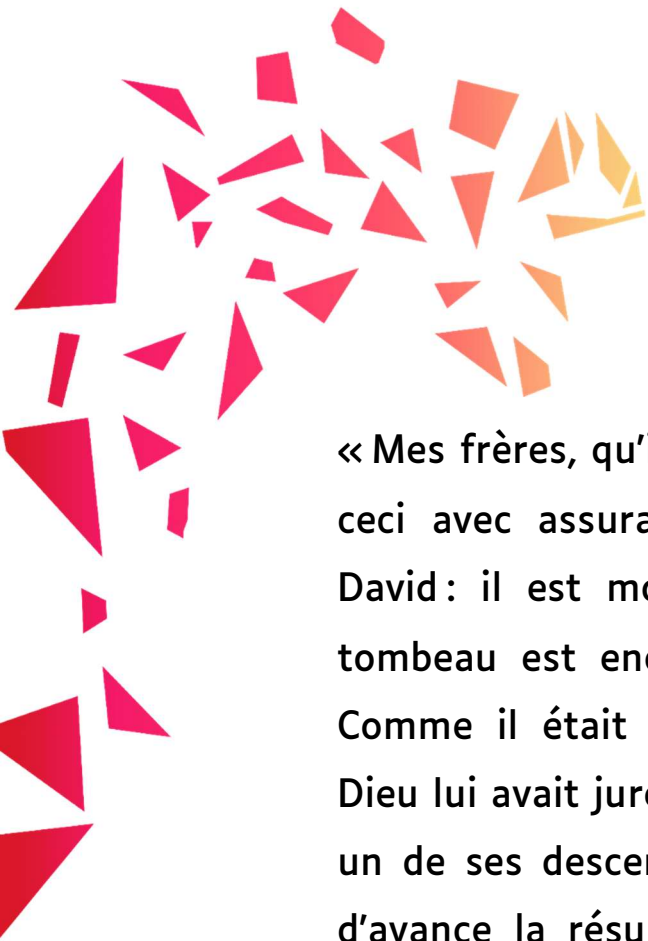 « Mes frères, qu'i
ceci avec assura
David : il est mo
tombeau est enc
Comme il était
Dieu lui avait juré
un de ses descen
d'avance la résu